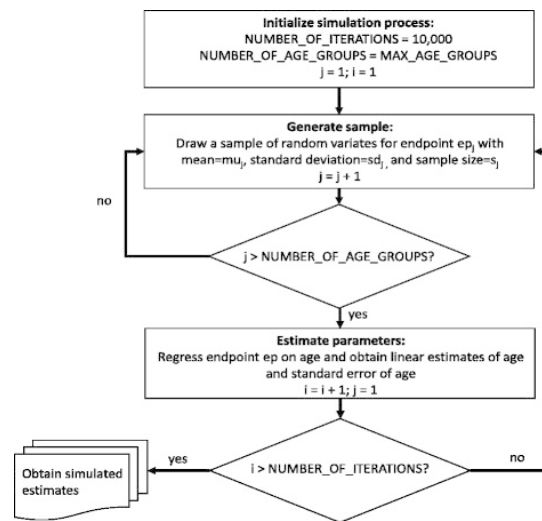 Initialize simulation process:
NUMBER_OF_ITERATIONS = 10,000
NUMBER_OF_AGE_GROUPS = MAX_AGE_GROUPS
j = 1; i = 1
Generate sample:
Draw a sample of random variates for endpoint epj with
mean=muj, standard deviation=sdj, and sample size=sj
j = j + 1
no
j > NUMBER_OF_AGE_GROUPS?
yes
Estimate parameters:
Regress endpoint ep on age and obtain linear estimates of age
and standard error of age
i = i + 1; j = 1
yes
i > NUMBER_OF_ITERATIONS?
no
Obtain simulated
estimates